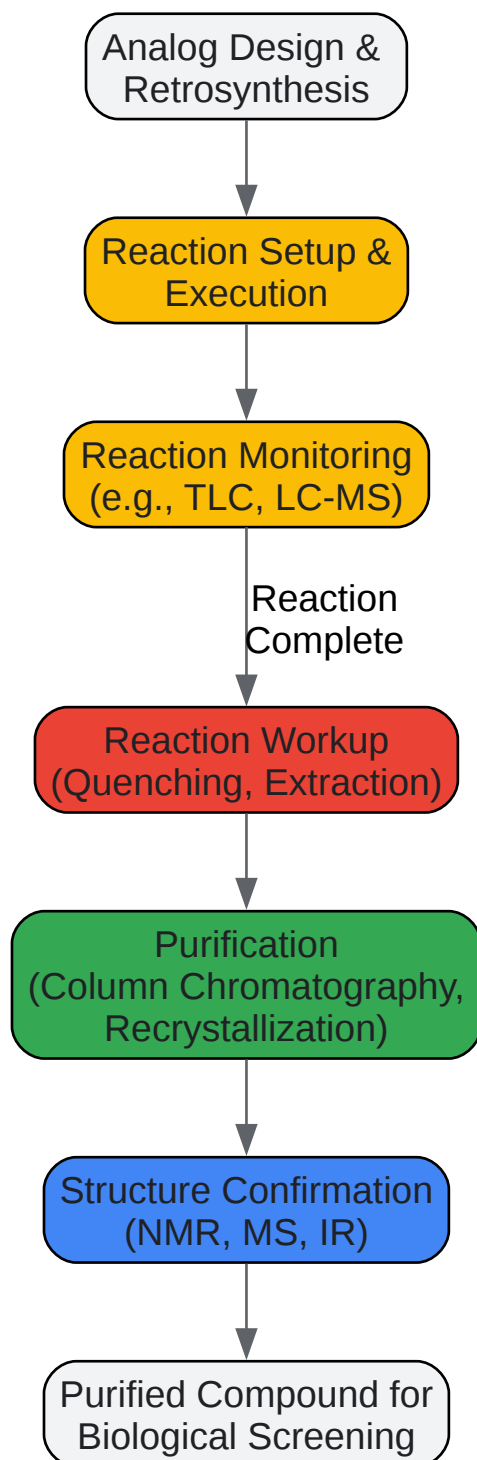 Analog Design &
Retrosynthesis
Reaction Setup &
Execution
Reaction Monitoring
(e.g., TLC, LC-MS)
Reaction
Complete
Reaction Workup
(Quenching, Extraction)
Purification
(Column Chromatography,
Recrystallization)
Structure Confirmation
(NMR, MS, IR)
Purified Compound for
Biological Screening